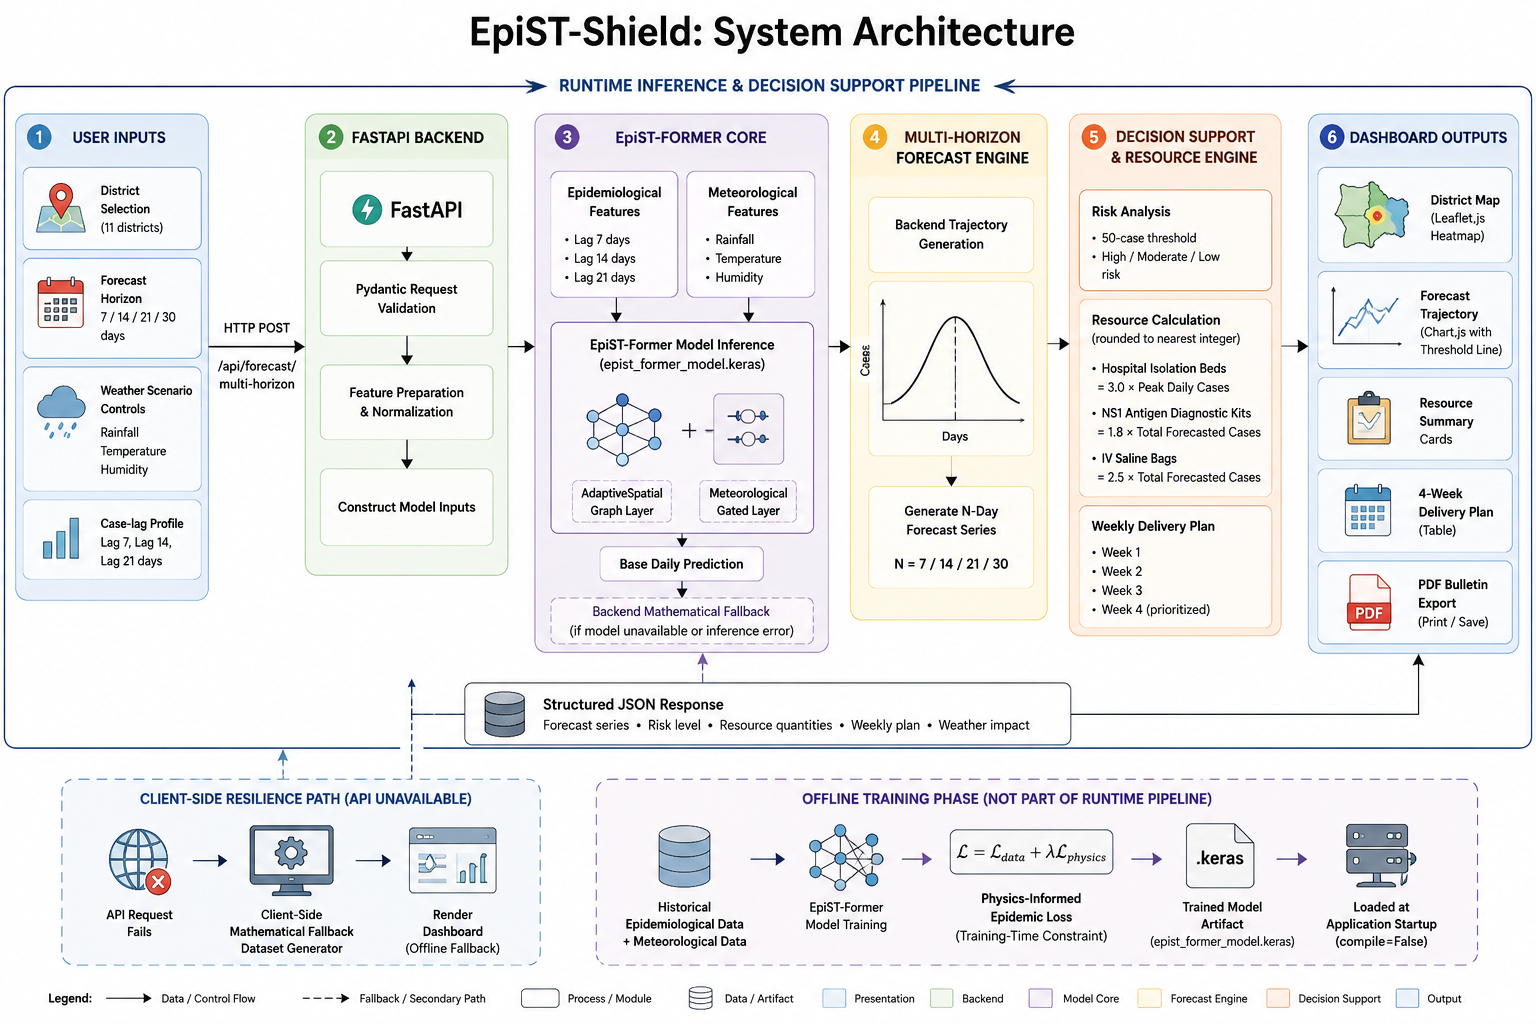 EpiST-Shield: System Architecture
RUNTIME INFERENCE & DECISION SUPPORT PIPELINE
1 USER INPUTS
District
Selection
(11 districts)
Forecast
Horizon
7 / 14 / 21 / 30
days
Weather Scenario
Controls
Rainfall
Temperature
Humidity
Case-lag Profile
Lag 7, Lag 14,
Lag 21 days
HTTP POST
/api/forecast/
multi-horizon
2 FASTAPI BACKEND
FastAPI
Pydantic Request
Validation
Feature Preparation
& Normalization
Construct Model Inputs
3 EpiST-FORMER CORE
Epidemiological
Features
• Lag 7 days
• Lag 14 days
• Lag 21 days
Meteorological
Features
• Rainfall
• Temperature
• Humidity
EpiST-Former Model Inference
(epist_former_model.keras)
+
AdaptiveSpatial
Graph Layer
Meteorological
Gated Layer
Base Daily Prediction
Backend Mathematical Fallback
(if model unavailable or inference error)
4 MULTI-HORIZON
FORECAST ENGINE
Backend Trajectory
Generation
Days
Generate N-Day
Forecast Series
N = 7 / 14 / 21 / 30
5 DECISION SUPPORT
& RESOURCE ENGINE
Risk Analysis
• 50-case threshold
• High / Moderate / Low
risk
Resource Calculation
(rounded to nearest integer)
• Hospital Isolation Beds
= 3.0 × Peak Daily Cases
• NS1 Antigen Diagnostic Kits
= 1.8 × Total Forecasted Cases
• IV Saline Bags
= 2.5 × Total Forecasted Cases
Weekly Delivery Plan
• Week 1
• Week 2
• Week 3
• Week 4 (prioritized)
6 DASHBOARD OUTPUTS
District Map
(Leaflet,js
Heatmap)
Forecast
Trajectory
(Chart,js with
Threshold Line)
Resource
Summary
Cards
4-Week
Delivery Plan
(Table)
PDF
PDF Bulletin
Export
(Print / Save)
Structured JSON Response
Forecast series • Risk level • Resource quantities • Weekly plan • Weather impact
CLIENT-SIDE RESILIENCE PATH (API UNAVAILABLE)
API Request
Fails
Client-Side
Mathematical Fallback
Dataset Generator
Render
Dashboard
(Offline Fallback)
OFFLINE TRAINING PHASE (NOT PART OF RUNTIME PIPELINE)
Historical
Epidemiological Data
+ Meteorological Data
EpiST-Former
Model Training
ℒ = ℒdata + λℒphysics
Physics-Informed
Epidemic Loss
(Training-Time Constraint)
.keras
Trained Model
Artifact
(epist_former_model.keras)
Loaded at
Application Startup
(compile=False)
Legend: Data / Control Flow Fallback / Secondary Path Process / Module Data / Artifact Presentation Backend Model Core Forecast Engine Decision Support Output